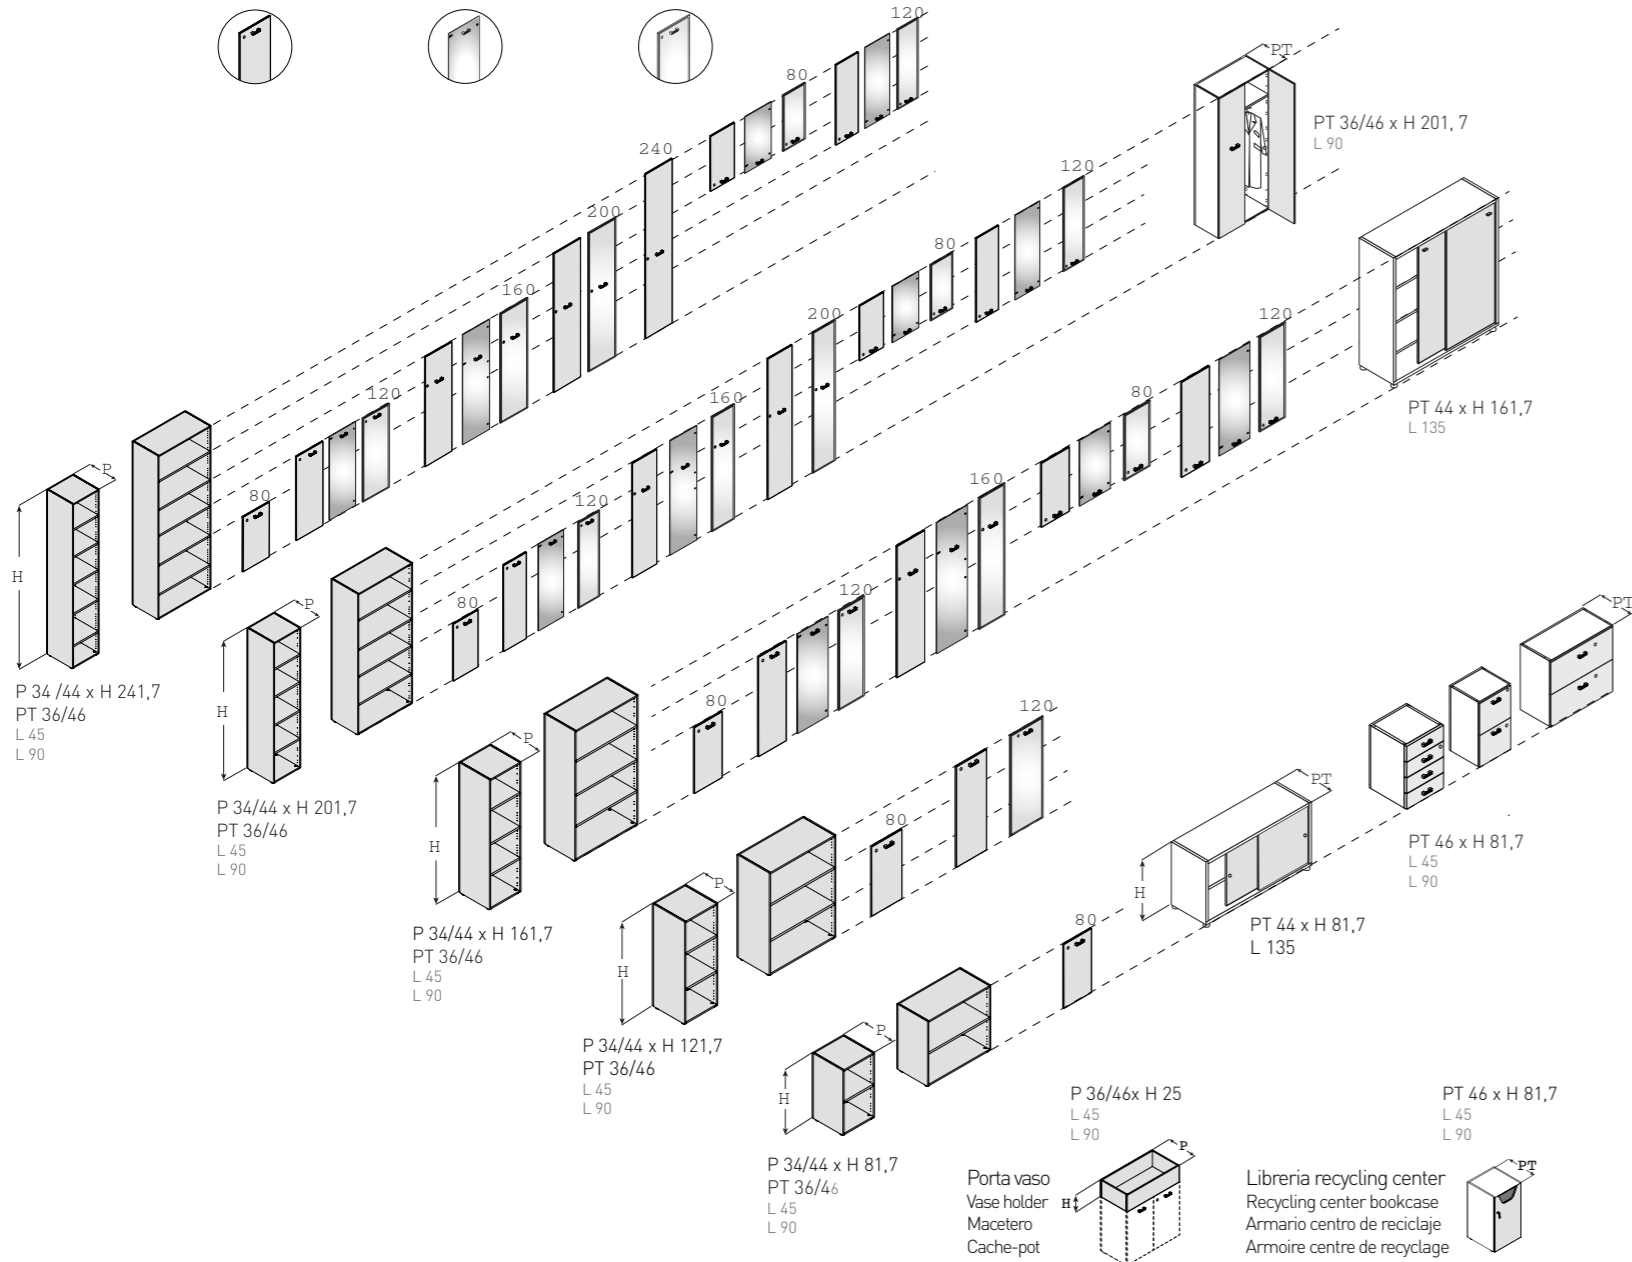 120
PT
80
PT 36/46 x H 201, 7
L 90
240
120
200
80
160
200
120
120
PT 44 x H 161,7
L 135
160
80
P
80
120
160
H
P
80
120
PT
P 34 /44 x H 241,7
PT 36/46
L 45
L 90
H
80
120
P
P 34/44 x H 201,7
PT 36/46
L 45
L 90
H
80
PT
PT 46 x H 81,7
L 45
L 90
P
H
80
H
PT 44 x H 81,7
L 135
P 34/44 x H 161,7
PT 36/46
L 45
L 90
H
P
P 34/44 x H 121,7
PT 36/46
L 45
L 90
H
P 34/44 x H 81,7
PT 36/46
L 45
L 90
P 36/46x H 25
L 45
L 90
P
H
Porta vaso
Vase holder
Macetero
Cache-pot
PT 46 x H 81,7
L 45
L 90
PT
Libreria recycling center
Recycling center bookcase
Armario centro de reciclaje
Armoire centre de recyclage